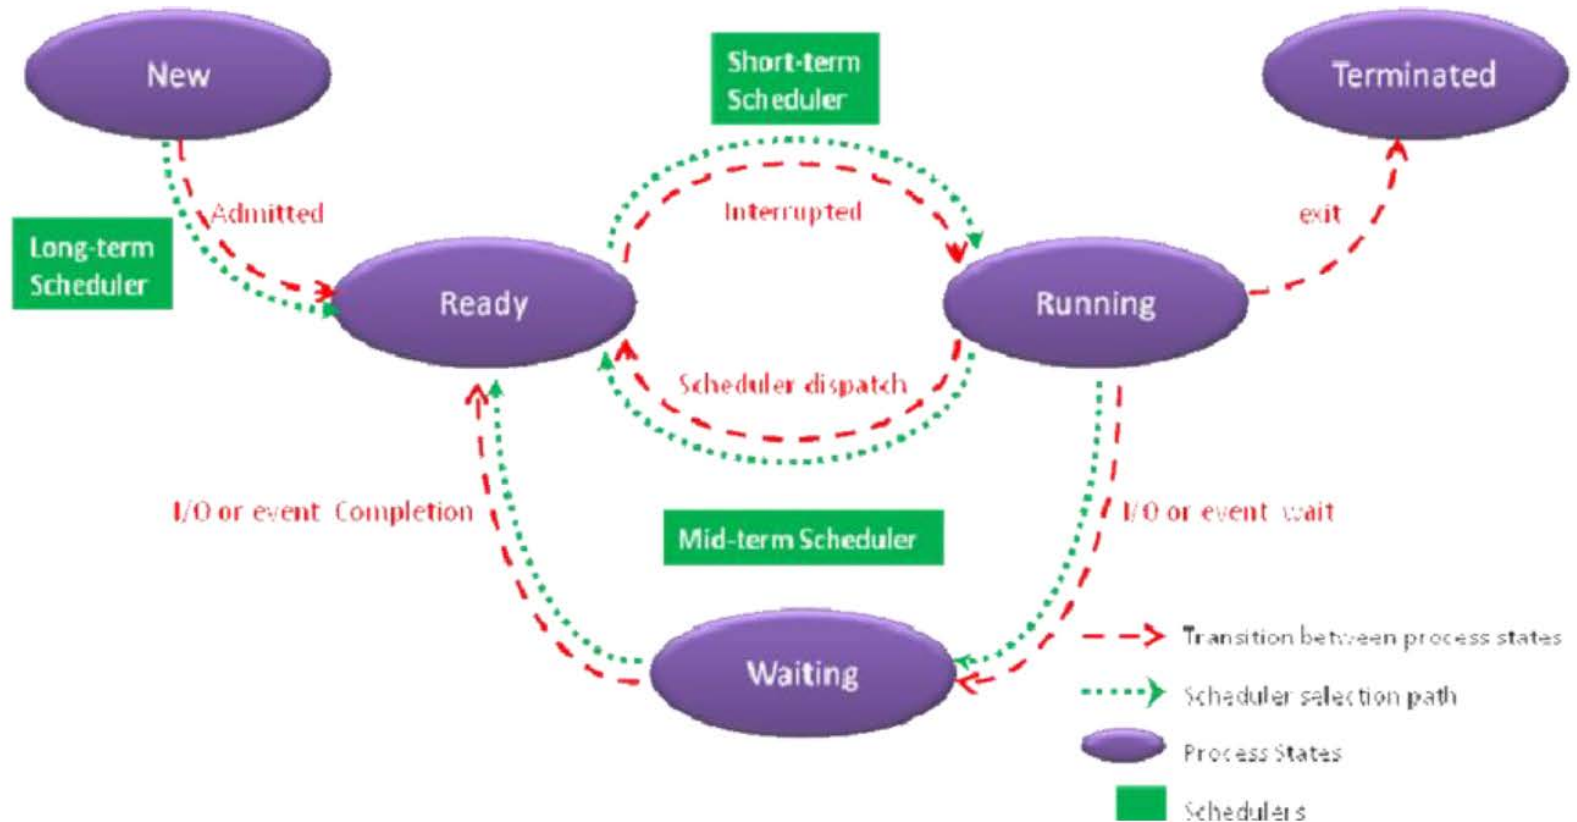 New
Short-term
Scheduler
Terminated
Admitted
Interrupted
exit
Long-term
Scheduler
Ready
Running
Scheduler dispatch
I/O or event Completion
I/O or event wait
Mid-term Scheduler
Waiting
Transition between process states
Scheduler selection path
Process States
Schedulers